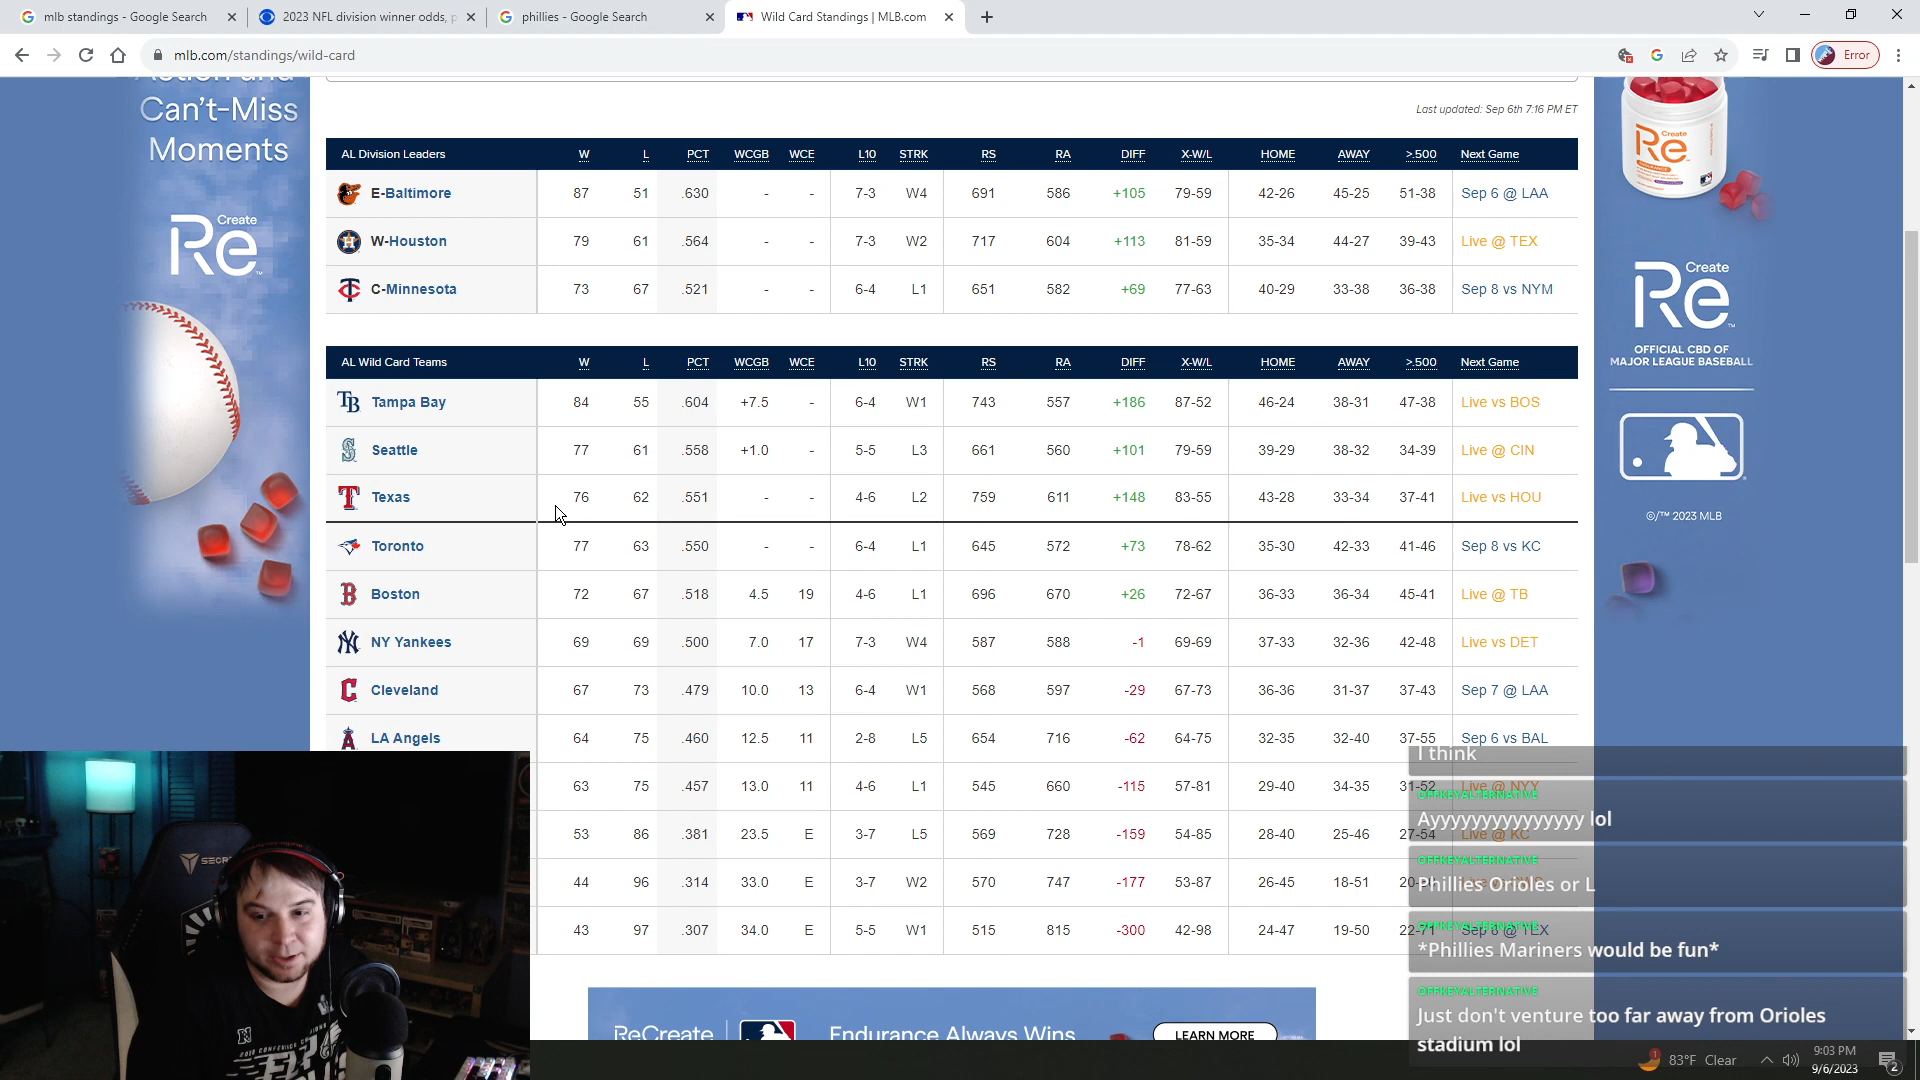 mlb standings - Google Search
2023 NFL division winner odds, p
phillies - Google Search
Wild Card Standings | MLB.com
mlb.com/standings/wild-card
Error
Can't-Miss
Moments
Create
Re
Last updated: Sep 6th 7:16 PM ET
AL Division Leaders W L PCT WCGB WCE L10 STRK RS RA DIFF X-W/L HOME AWAY >.500 Next Game
E-Baltimore 87 51 .630 - - 7-3 W4 691 586 +105 79-59 42-26 45-25 51-38 Sep 6 @ LAA
W-Houston 79 61 .564 - - 7-3 W2 717 604 +113 81-59 35-34 44-27 39-43 Live @ TEX
C-Minnesota 73 67 .521 - - 6-4 L1 651 582 +69 77-63 40-29 33-38 36-38 Sep 8 vs NYM
AL Wild Card Teams W L PCT WCGB WCE L10 STRK RS RA DIFF X-W/L HOME AWAY >.500 Next Game
Tampa Bay 84 55 .604 +7.5 - 6-4 W1 743 557 +186 87-52 46-24 38-31 47-38 Live vs BOS
Seattle 77 61 .558 +1.0 - 5-5 L3 661 560 +101 79-59 39-29 38-32 34-39 Live @ CIN
Texas 76 62 .551 - - 4-6 L2 759 611 +148 83-55 43-28 33-34 37-41 Live vs HOU
Toronto 77 63 .550 - - 6-4 L1 645 572 +73 78-62 35-30 42-33 41-46 Sep 8 vs KC
Boston 72 67 .518 4.5 19 4-6 L1 696 670 +26 72-67 36-33 36-34 45-41 Live @ TB
NY Yankees 69 69 .500 7.0 17 7-3 W4 587 588 -1 69-69 37-33 32-36 42-48 Live vs DET
Cleveland 67 73 .479 10.0 13 6-4 W1 568 597 -29 67-73 36-36 31-37 37-43 Sep 7 @ LAA
LA Angels 64 75 .460 12.5 11 2-8 L5 654 716 -62 64-75 32-35 32-40 37-55 Sep 6 vs BAL
63 75 .457 13.0 11 4-6 L1 545 660 -115 57-81 29-40 34-35 31-52 Live @ NYY
53 86 .381 23.5 E 3-7 L5 569 728 -159 54-85 28-40 25-46 27-54 Live @ KC
44 96 .314 33.0 E 3-7 W2 570 747 -177 53-87 26-45 18-51
43 97 .307 34.0 E 5-5 W1 515 815 -300 42-98 24-47 19-50 22-71
Create
Re
Create
Re
OFFICIAL CBD OF
MAJOR LEAGUE BASEBALL
©/™ 2023 MLB
I think
OFFKEYALTERNATIVE
Ayyyyyyyyyyyyyyy lol
OFFKEYALTERNATIVE
Phillies Orioles or L
OFFKEYALTERNATIVE
*Phillies Mariners would be fun*
OFFKEYALTERNATIVE
Just don't venture too far away from Orioles
stadium lol
ReCreate
Endurance Always Wins
LEARN MORE
83°F Clear
9:03 PM
9/6/2023
2